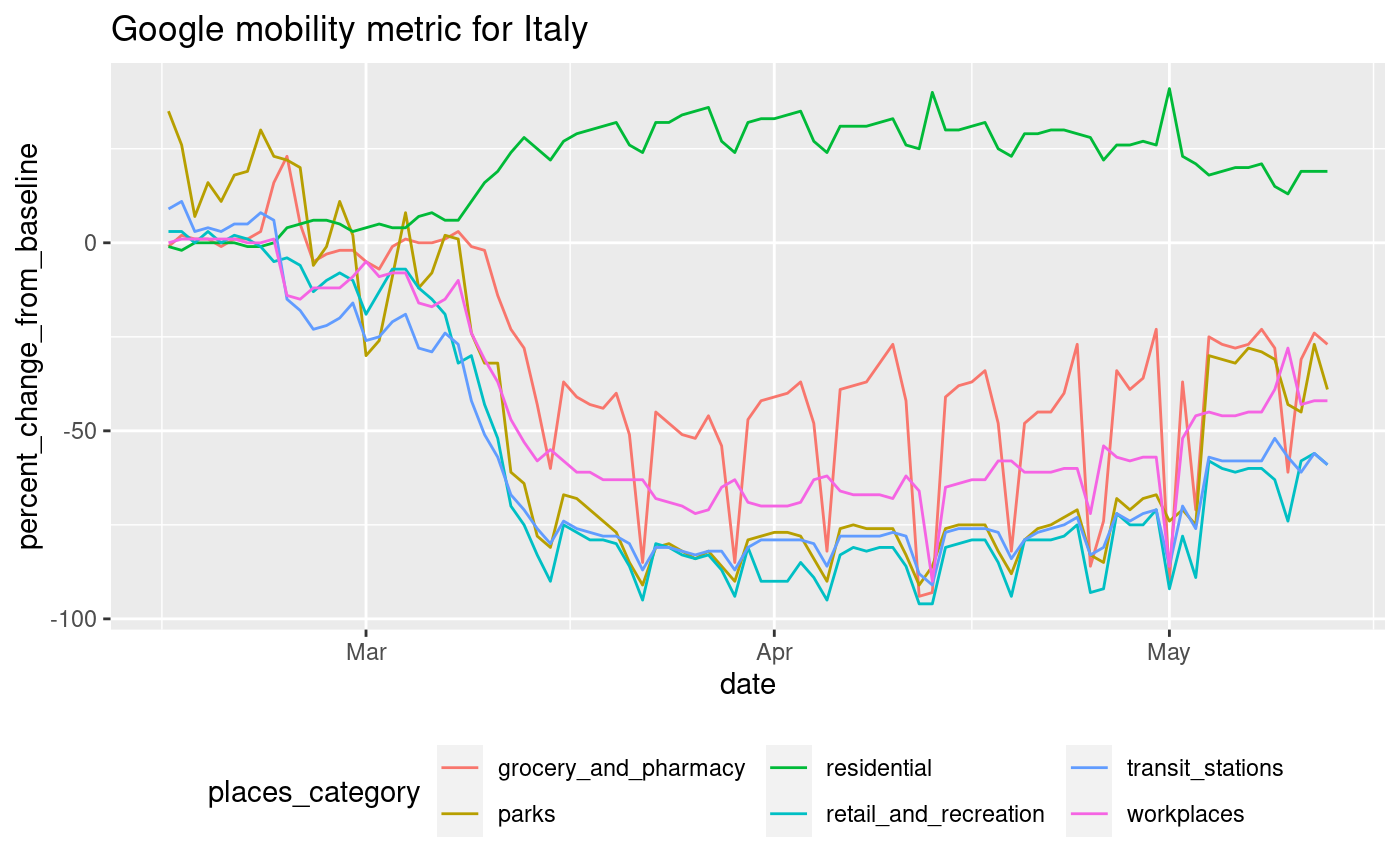 Google mobility metric for Italy
percent_change_from_baseline
0
-50
-100
Mar Apr May
date
places_category
grocery_and_pharmacy residential transit_stations
parks retail_and_recreation workplaces